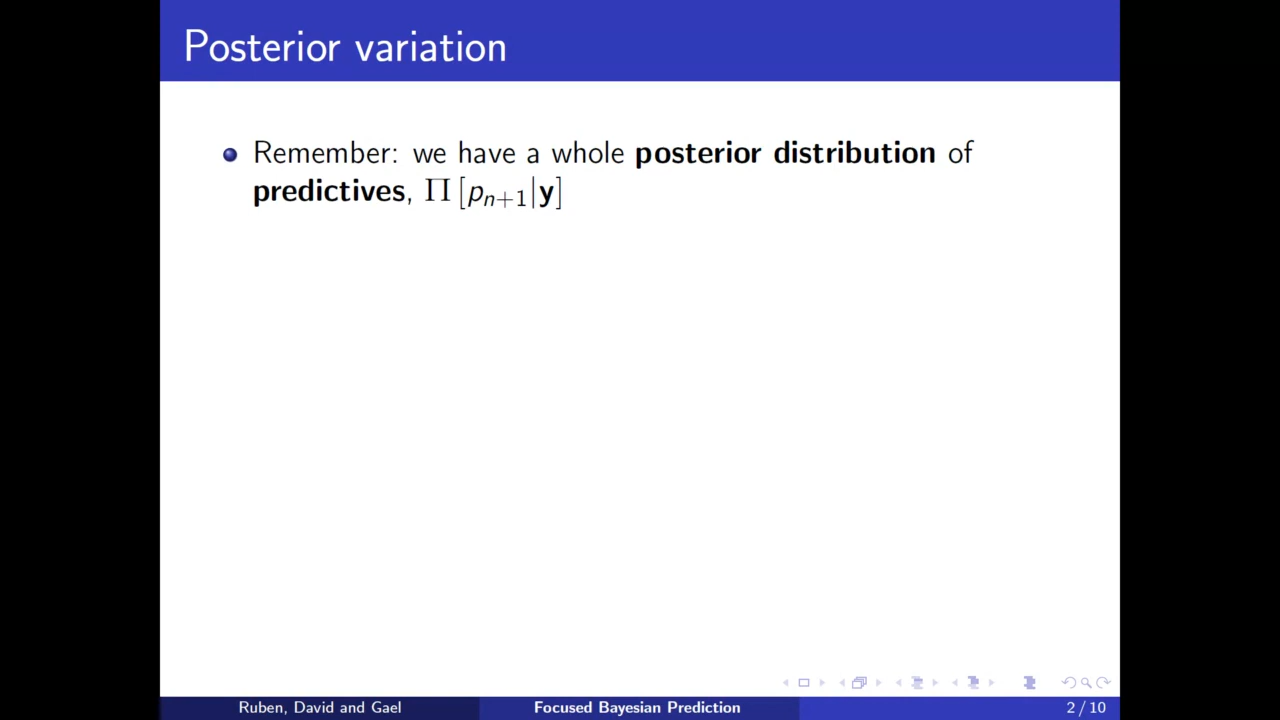 Posterior variation
Remember: we have a whole posterior distribution of
predictives, Π [pn+1|y]
Ruben, David and Gael
Focused Bayesian Prediction
2 / 10